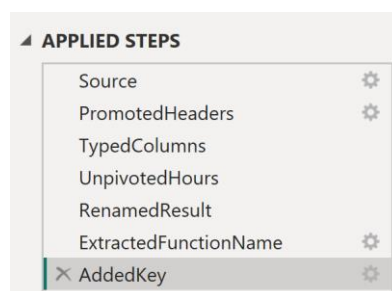 APPLIED STEPS
Source
PromotedHeaders
TypedColumns
UnpivotedHours
RenamedResult
ExtractedFunctionName
AddedKey